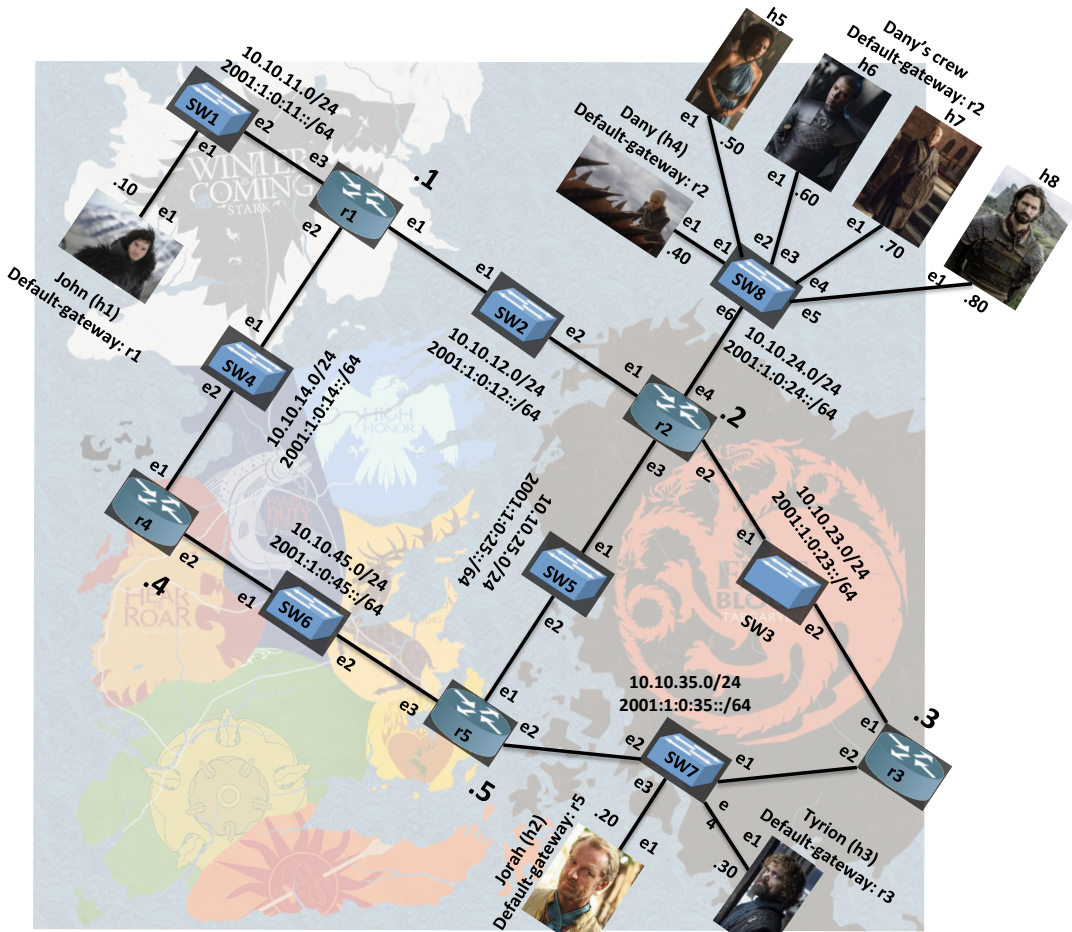 10.10.11.0/24
2001:1:0:11::/64
SW1
e2
e1
e3
.1
.10
e1
r1
e1
e2
WINTER IS
COMING
STARK
John (h1)
Default-gateway: r1
h5
Dany's crew
Default-gateway: r2
h6
h7
h8
Dany (h4)
Default-gateway: r2
e1
.50
e1
.60
e1
.70
e1
.80
e1
.40
e1
e2
e3
e4
e5
e6
SW8
10.10.24.0/24
2001:1:0:24::/64
e1
SW2
e2
10.10.12.0/24
2001:1:0:12::/64
e1
SW4
e2
10.10.14.0/24
2001:1:0:14::/64
HIGH
HONOR
e4
.2
r2
e3
e2
e1
r4
e2
.4
HEAR
ROAR
10.10.45.0/24
2001:1:0:45::/64
e1
SW6
e2
10.10.25.0/24
2001:1:0:25::/64
e1
SW5
e2
10.10.23.0/24
2001:1:0:23::/64
e1
SW3
e2
e3
r5
e1
e2
.5
10.10.35.0/24
2001:1:0:35::/64
e2
SW7
e1
e3
e
4
e1
.3
e2
r3
Jorah (h2)
Default-gateway: r5
.20
e1
Tyrion (h3)
Default-gateway: r3
e1
.30